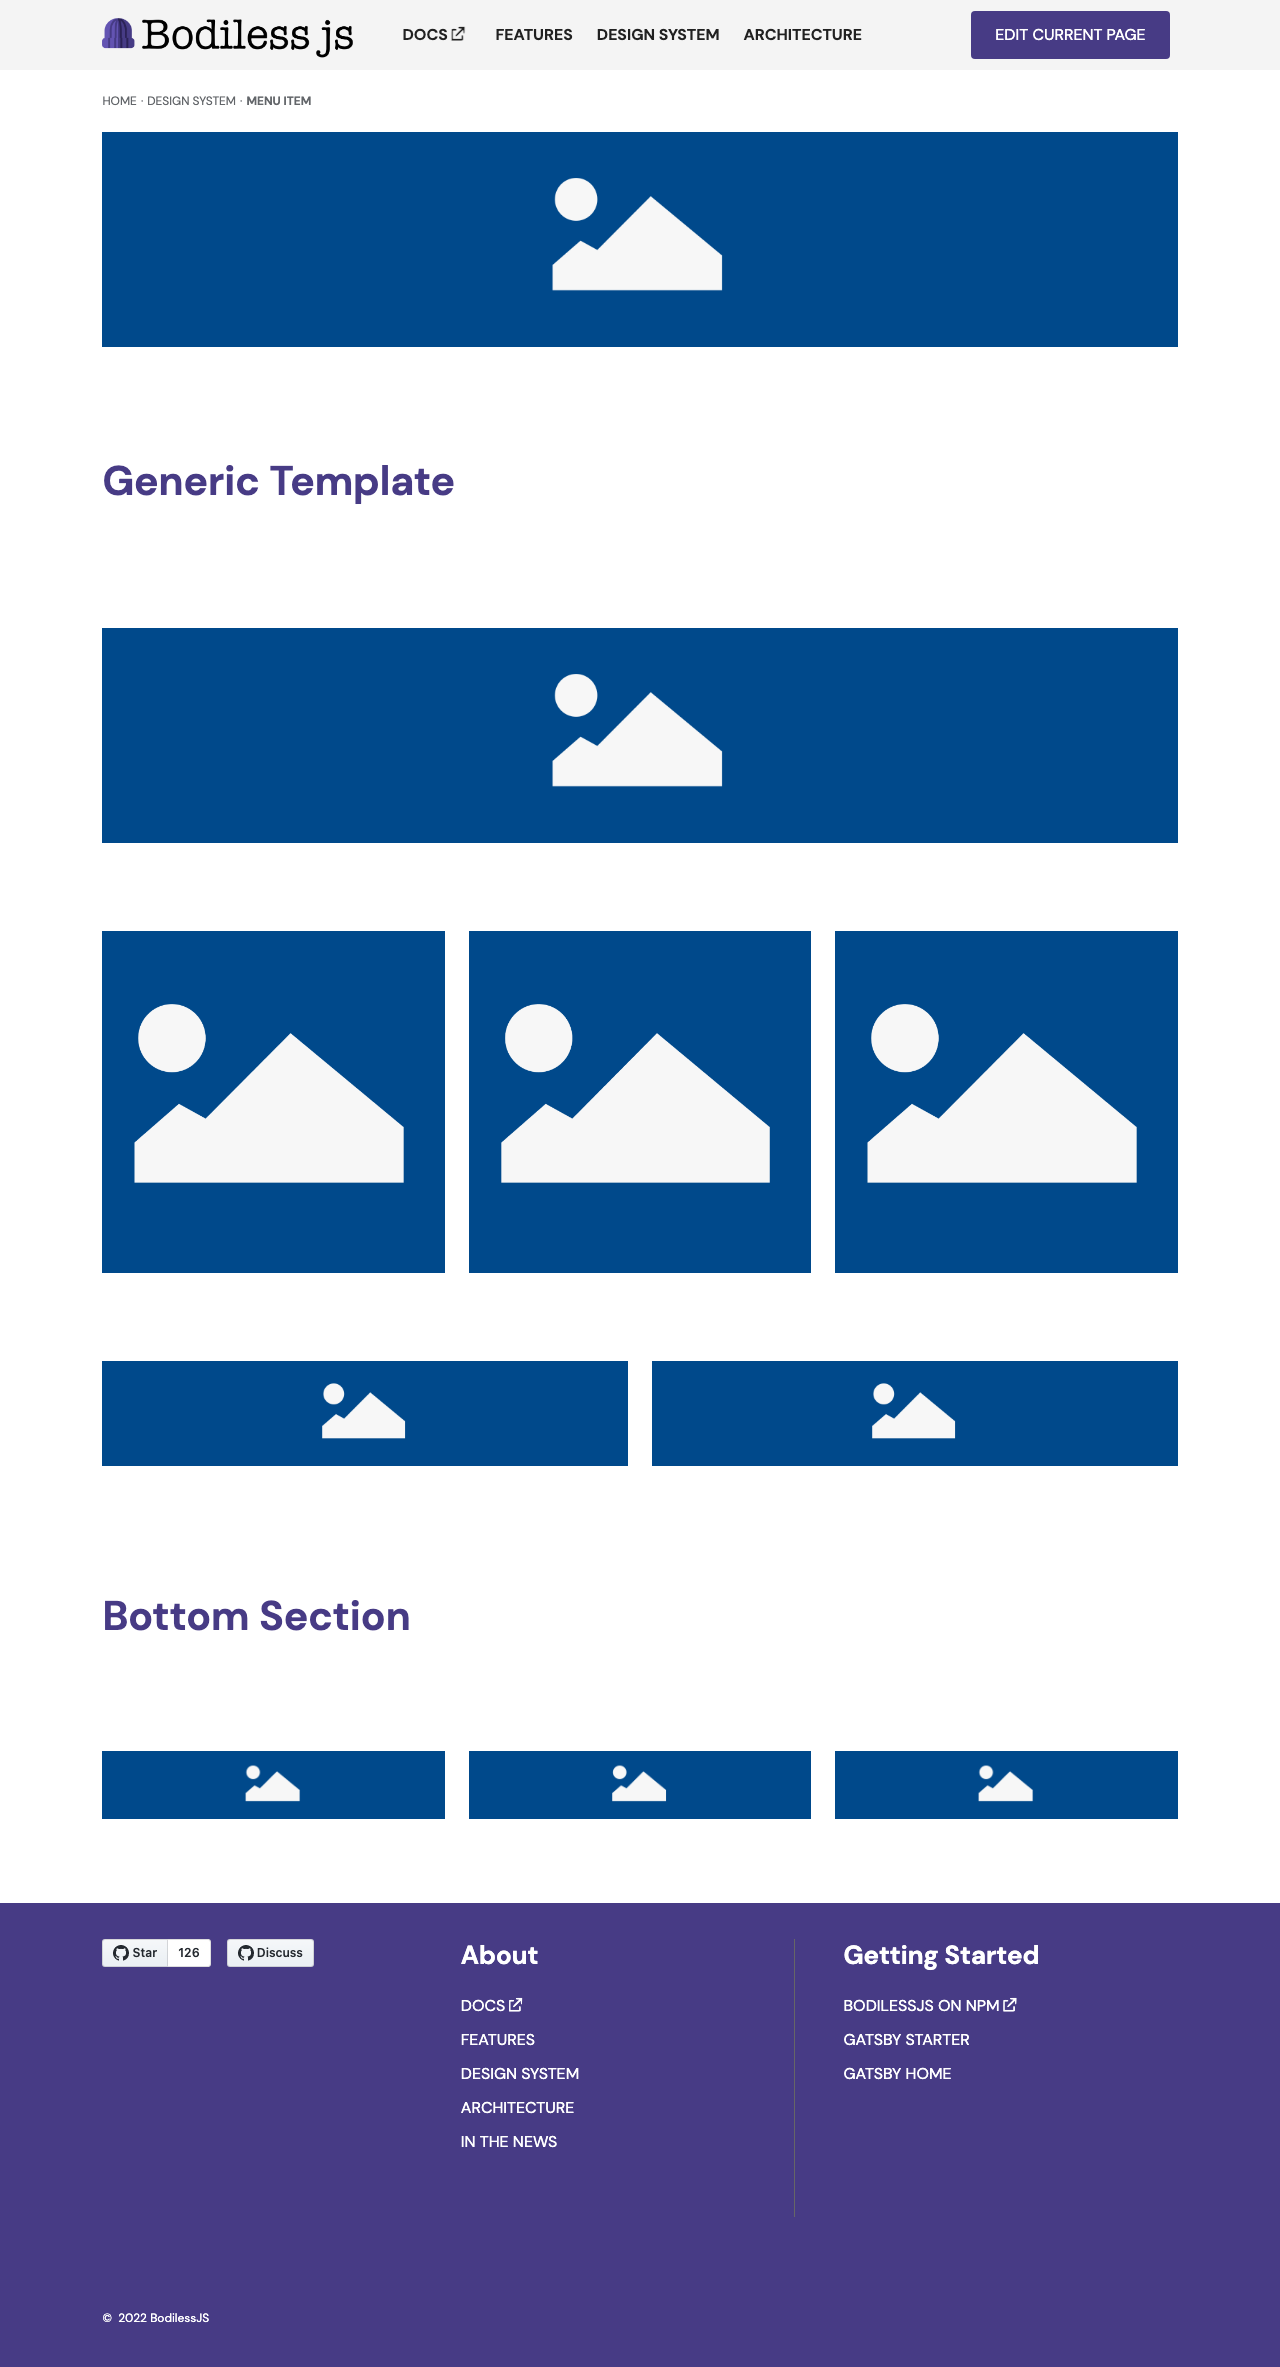 Bodiless js
DOCS FEATURES DESIGN SYSTEM ARCHITECTURE
EDIT CURRENT PAGE
HOME · DESIGN SYSTEM · MENU ITEM
Generic Template
Bottom Section
Star 126 Discuss
About
DOCS
FEATURES
DESIGN SYSTEM
ARCHITECTURE
IN THE NEWS
Getting Started
BODILESSJS ON NPM
GATSBY STARTER
GATSBY HOME
© 2022 BodilessJS